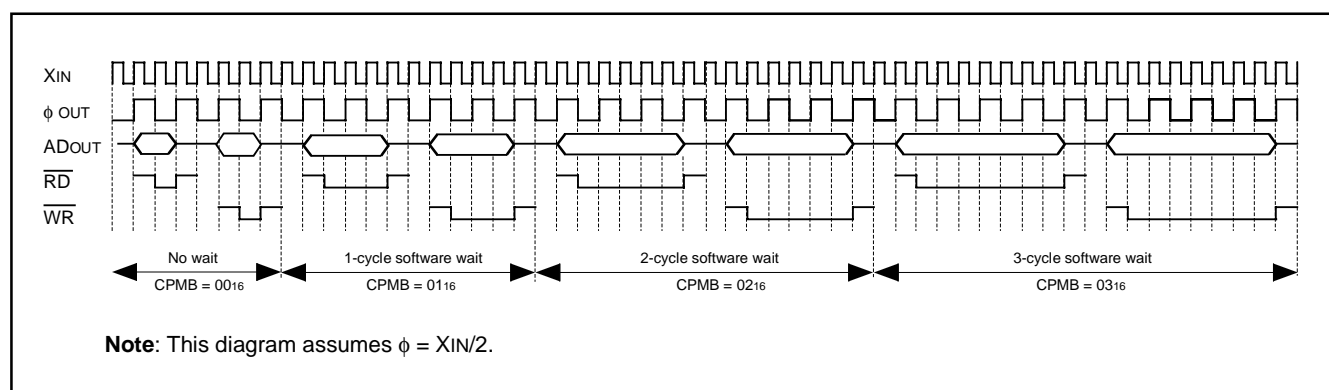 XIN
φ OUT
ADOUT
RD
WR
No wait 1-cycle software wait 2-cycle software wait 3-cycle software wait
CPMB = 0016 CPMB = 0116 CPMB = 0216 CPMB = 0316
Note: This diagram assumes φ = XIN/2.